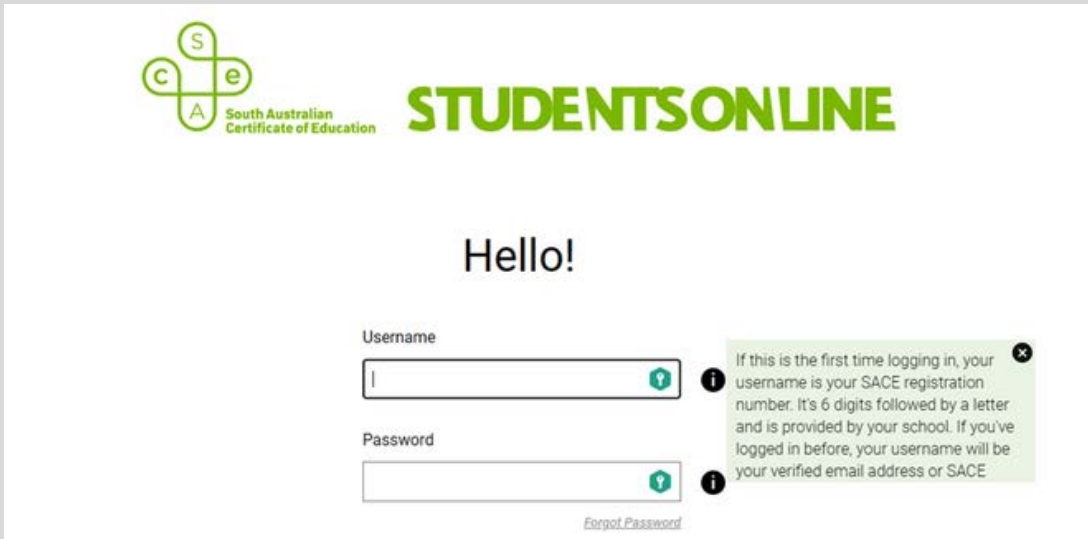 S
C e
A
South Australian
Certificate of Education
STUDENTSONLINE
Hello!
Username
If this is the first time logging in, your
username is your SACE registration
number. It's 6 digits followed by a letter
and is provided by your school. If you've
logged in before, your username will be
your verified email address or SACE
Password
Forgot Password